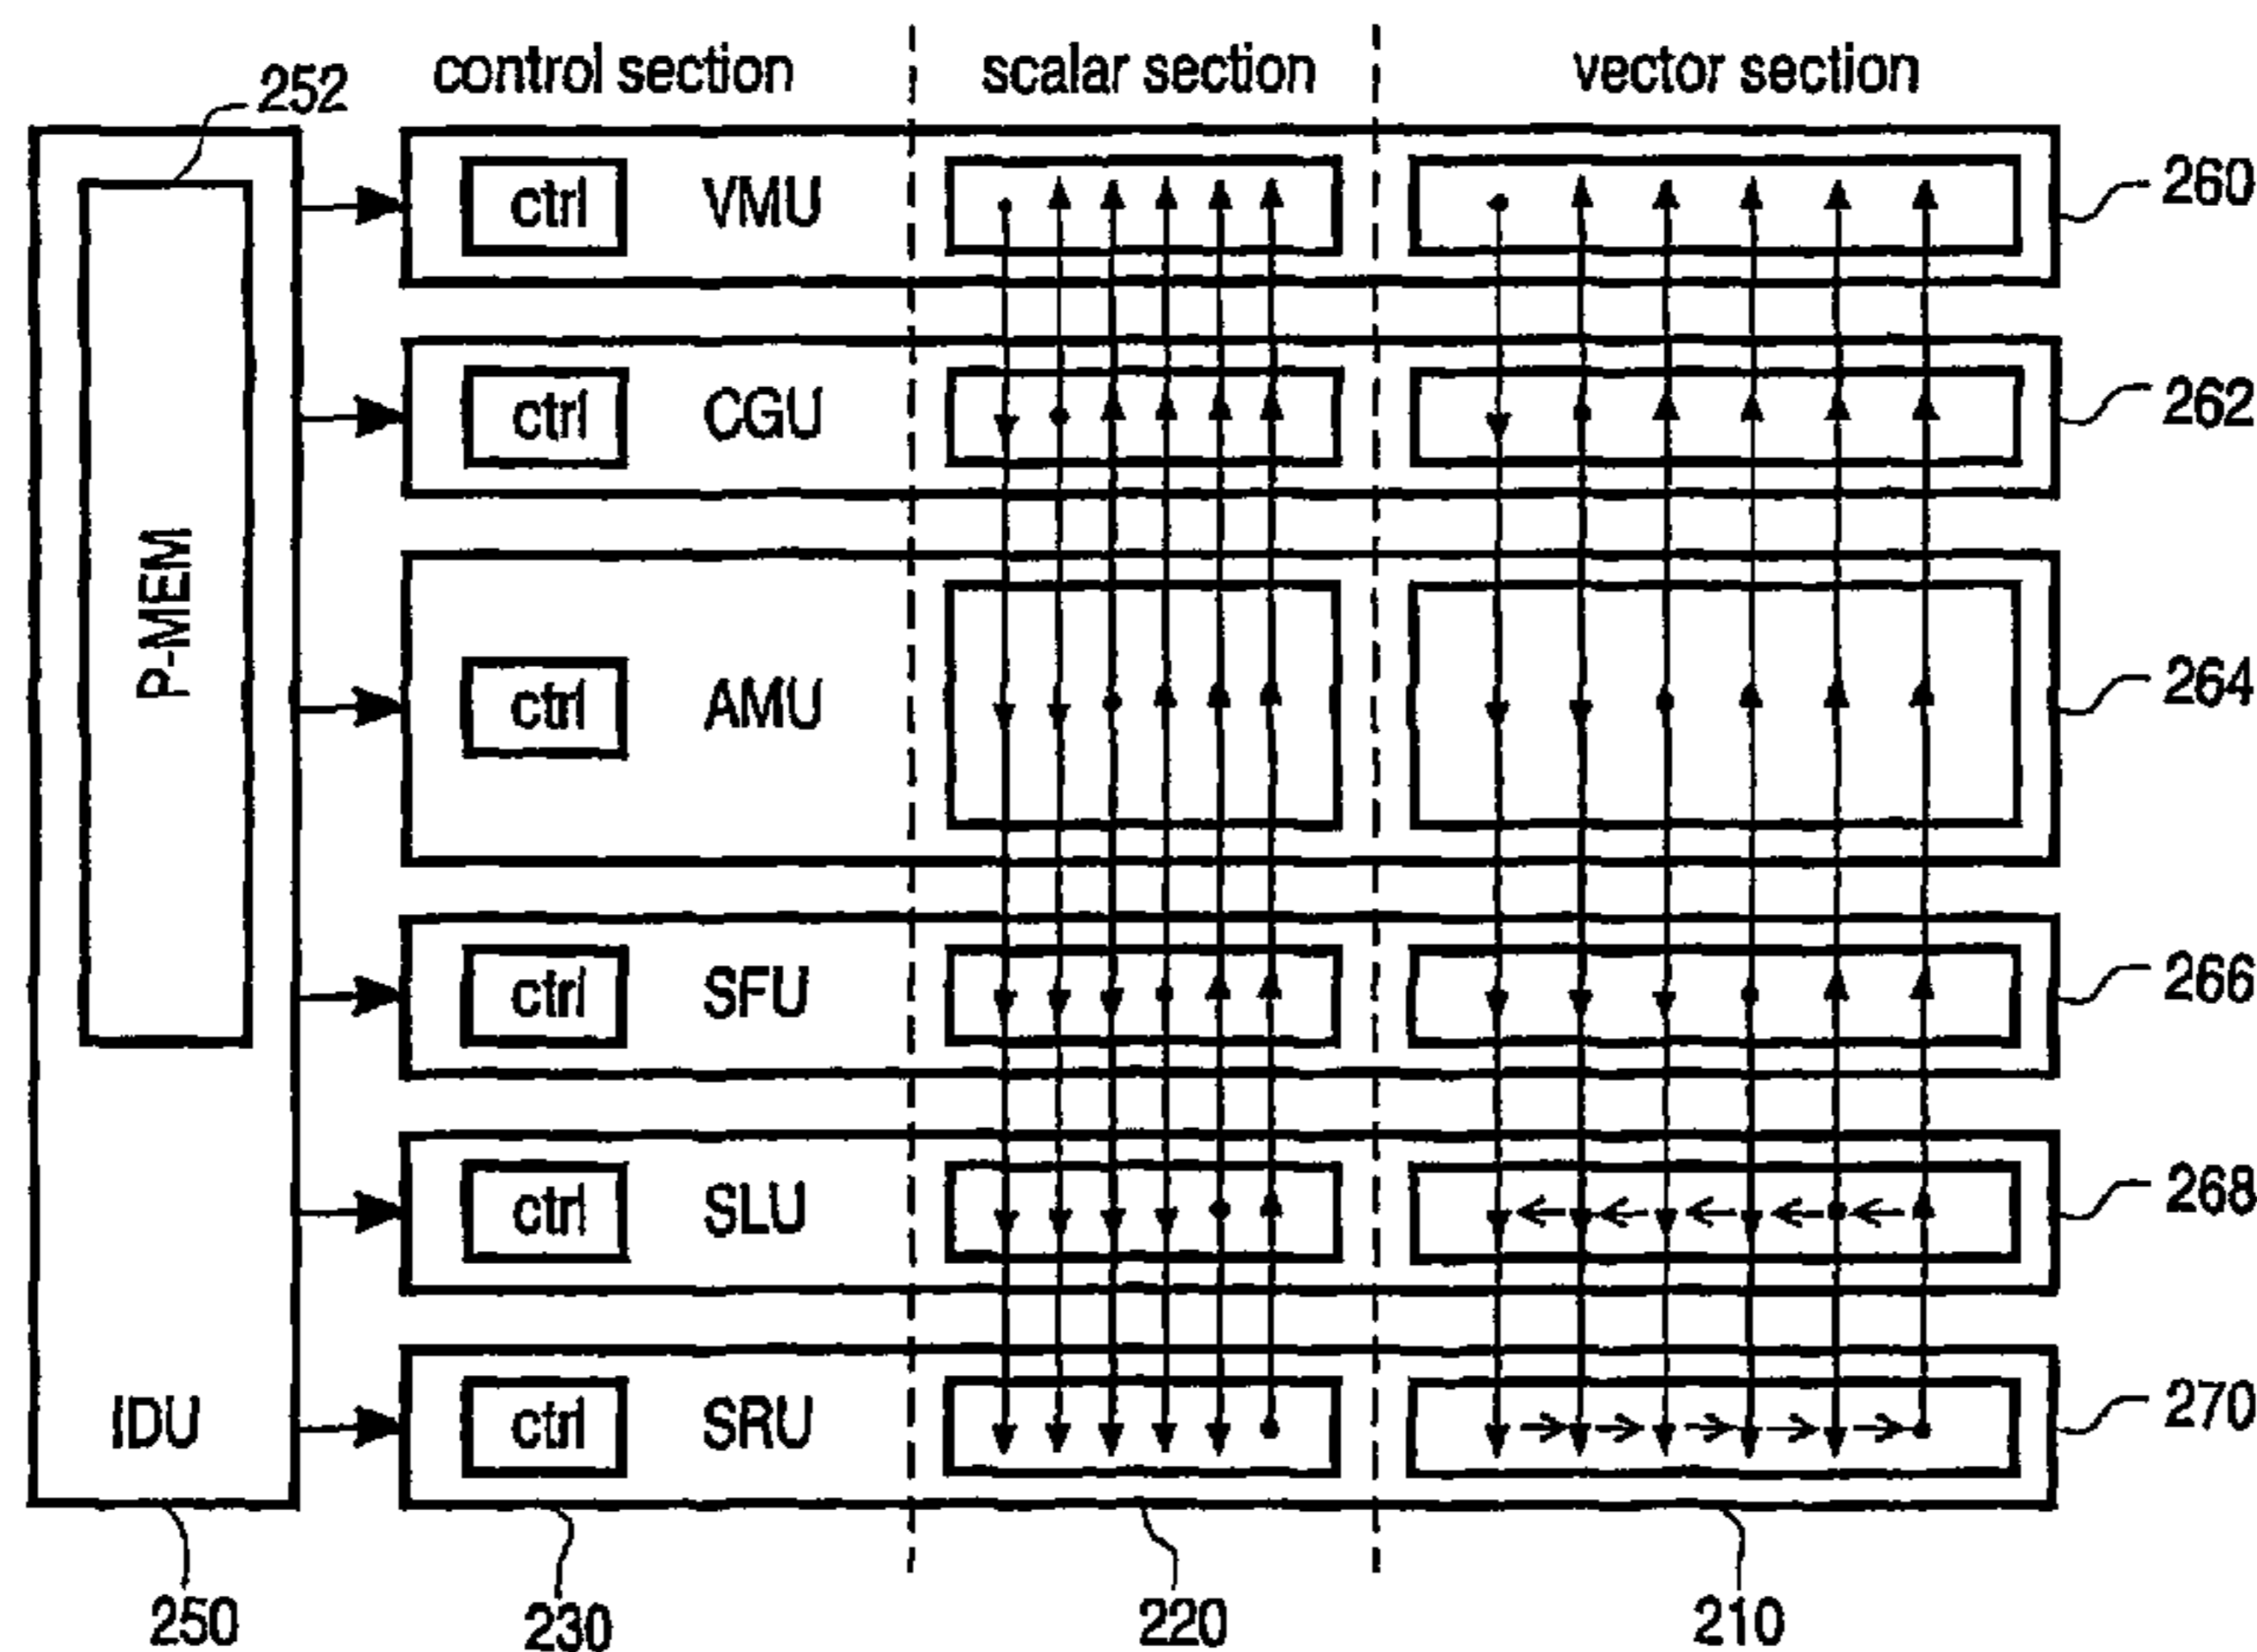 control section
scalar section
vector section
252
ctrl VMU
260
ctrl CGU
262
P-MEM
ctrl AMU
264
ctrl SFU
266
ctrl SLU
268
IDU
ctrl SRU
270
250
230
220
210